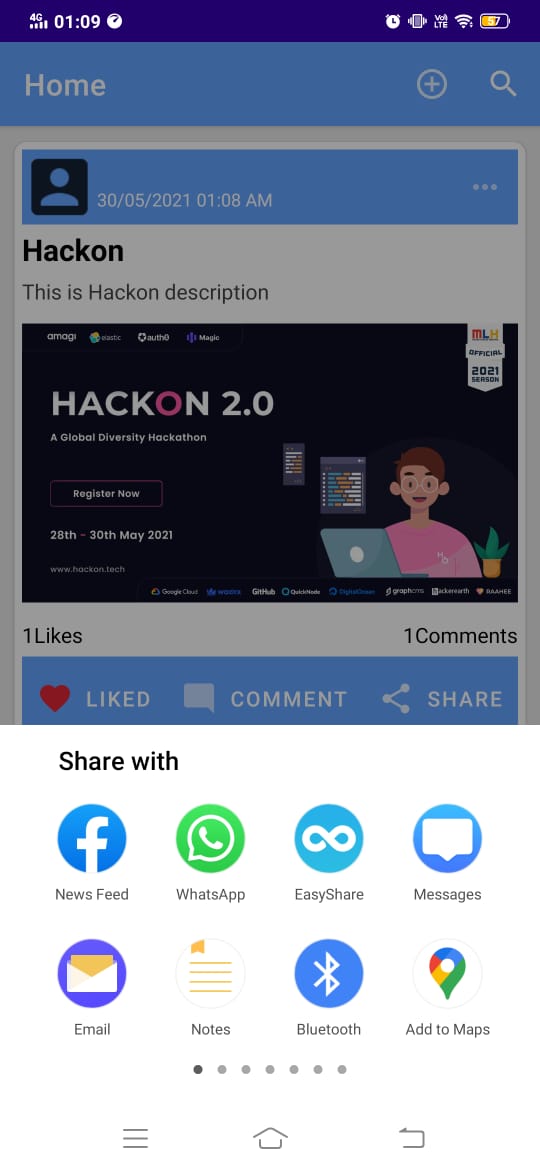 4G 01:09 Vo) LTE 57
Home
30/05/2021 01:08 AM
Hackon
This is Hackon description
amagi elastic auth0 Magic
MLH
OFFICIAL
2021
SEASON
HACKON 2.0
A Global Diversity Hackathon
Register Now
28th - 30th May 2021
www.hackon.tech
Google Cloud wazirx GitHub QuickNode DigitalOcean graphcms hackerearth RAAHEE
1Likes 1Comments
LIKED COMMENT SHARE
Share with
News Feed WhatsApp EasyShare Messages
Email Notes Bluetooth Add to Maps